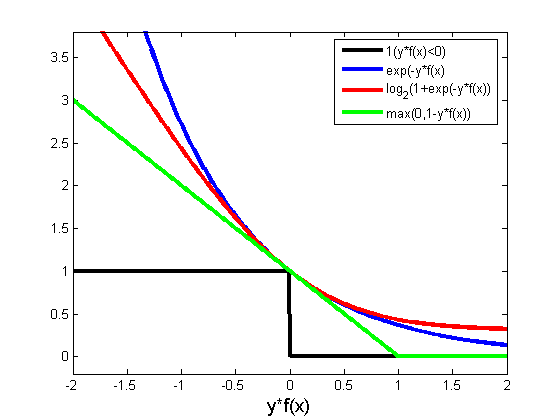 1(y*f(x)<0)
exp(-y*f(x)
log2(1+exp(-y*f(x))
max(0,1-y*f(x))
3.5
3
2.5
2
1.5
1
0.5
0
-2 -1.5 -1 -0.5 0 0.5 1 1.5 2
y*f(x)